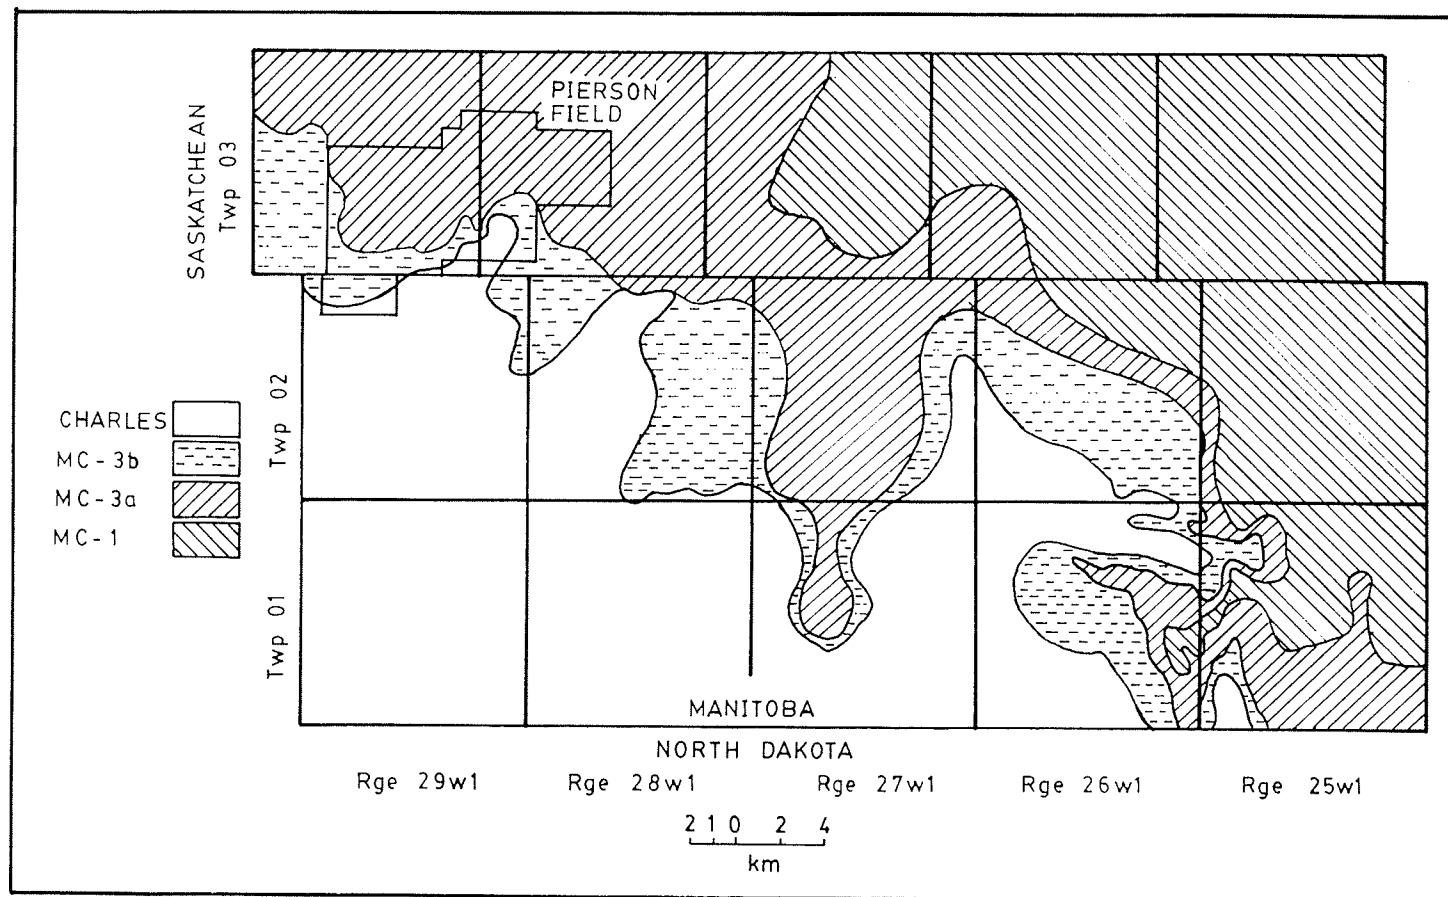 PIERSON
FIELD
SASKATCHEAN
Twp 03
Twp 02
Twp 01
CHARLES
MC-3b
MC-3a
MC-1
MANITOBA
NORTH DAKOTA
Rge 29w1 Rge 28w1 Rge 27w1 Rge 26w1 Rge 25w1
2 1 0 2 4
km